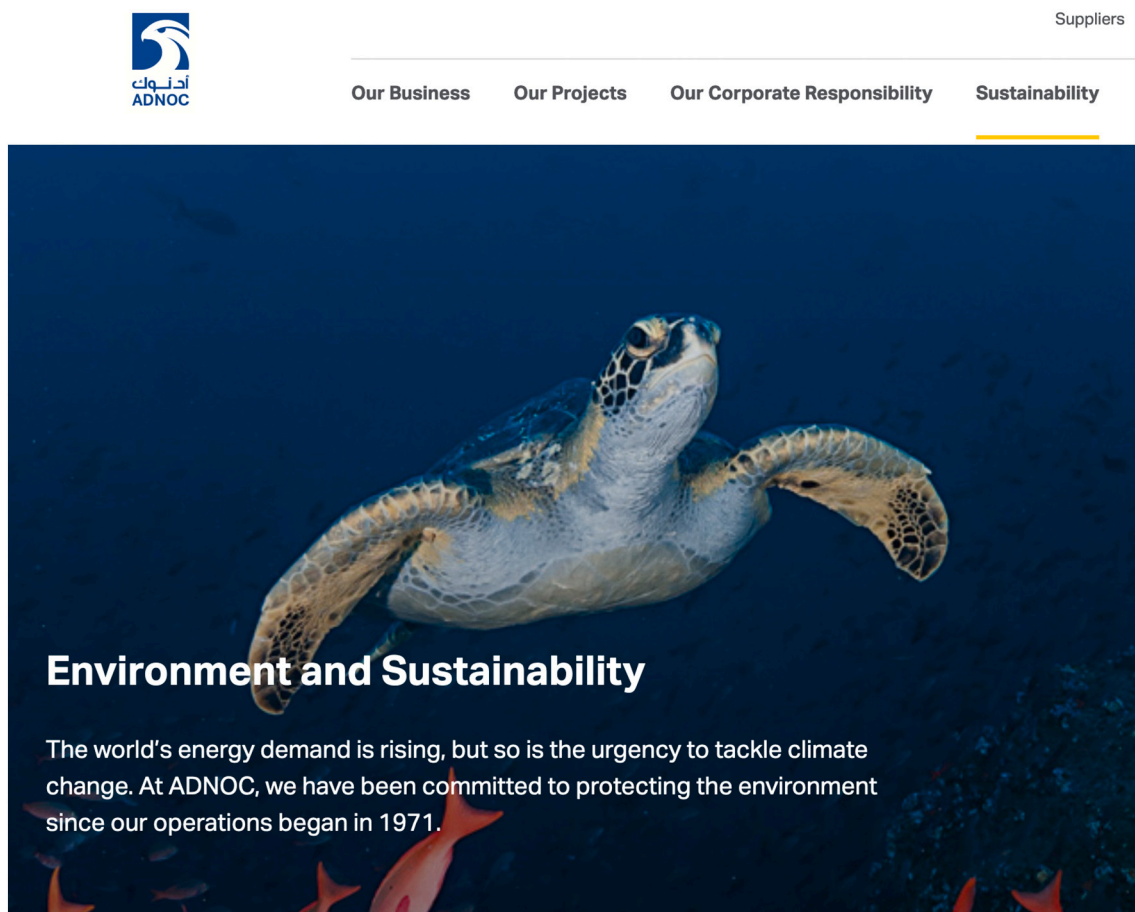 Suppliers
أدنوك
ADNOC
Our Business Our Projects Our Corporate Responsibility Sustainability
Environment and Sustainability
The world’s energy demand is rising, but so is the urgency to tackle climate
change. At ADNOC, we have been committed to protecting the environment
since our operations began in 1971.